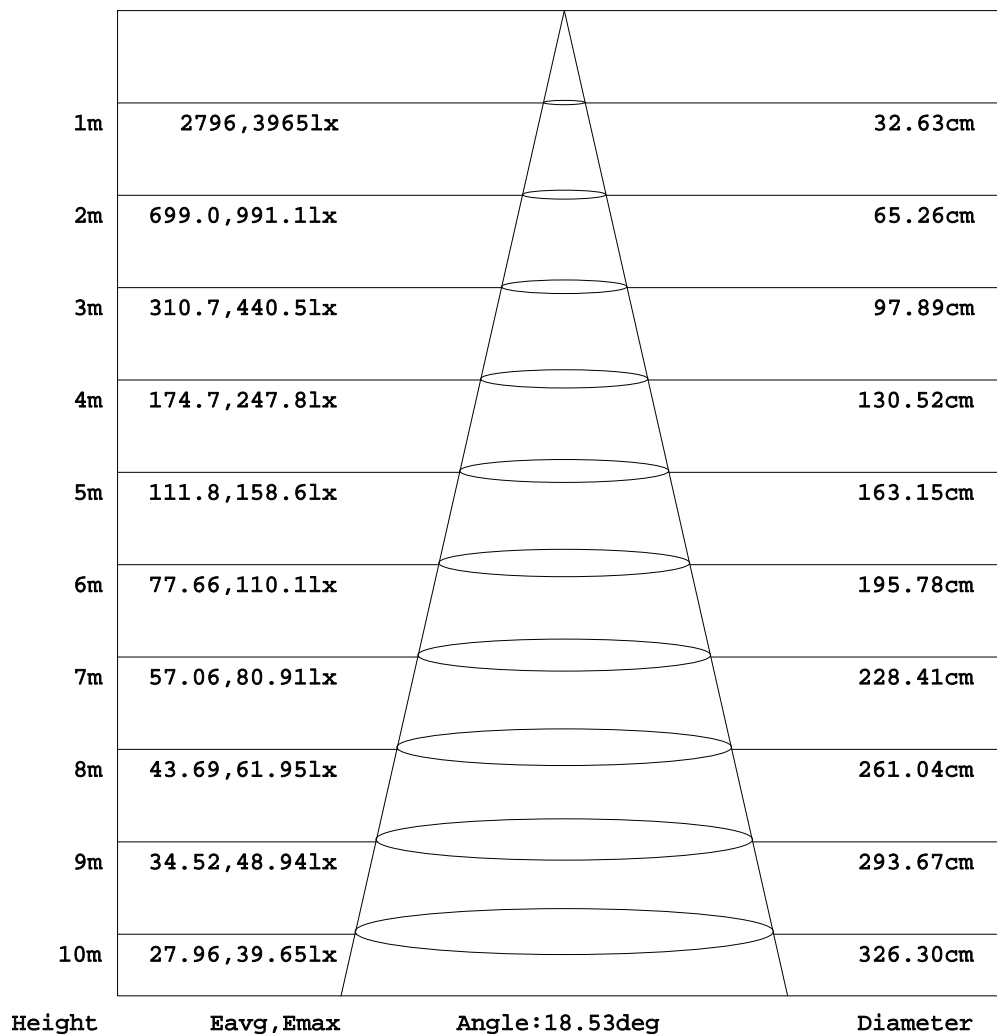 1m 2796,3965lx 32.63cm
2m 699.0,991.1lx 65.26cm
3m 310.7,440.5lx 97.89cm
4m 174.7,247.8lx 130.52cm
5m 111.8,158.6lx 163.15cm
6m 77.66,110.1lx 195.78cm
7m 57.06,80.91lx 228.41cm
8m 43.69,61.95lx 261.04cm
9m 34.52,48.94lx 293.67cm
10m 27.96,39.65lx 326.30cm
Height Eavg,Emax Angle:18.53deg Diameter